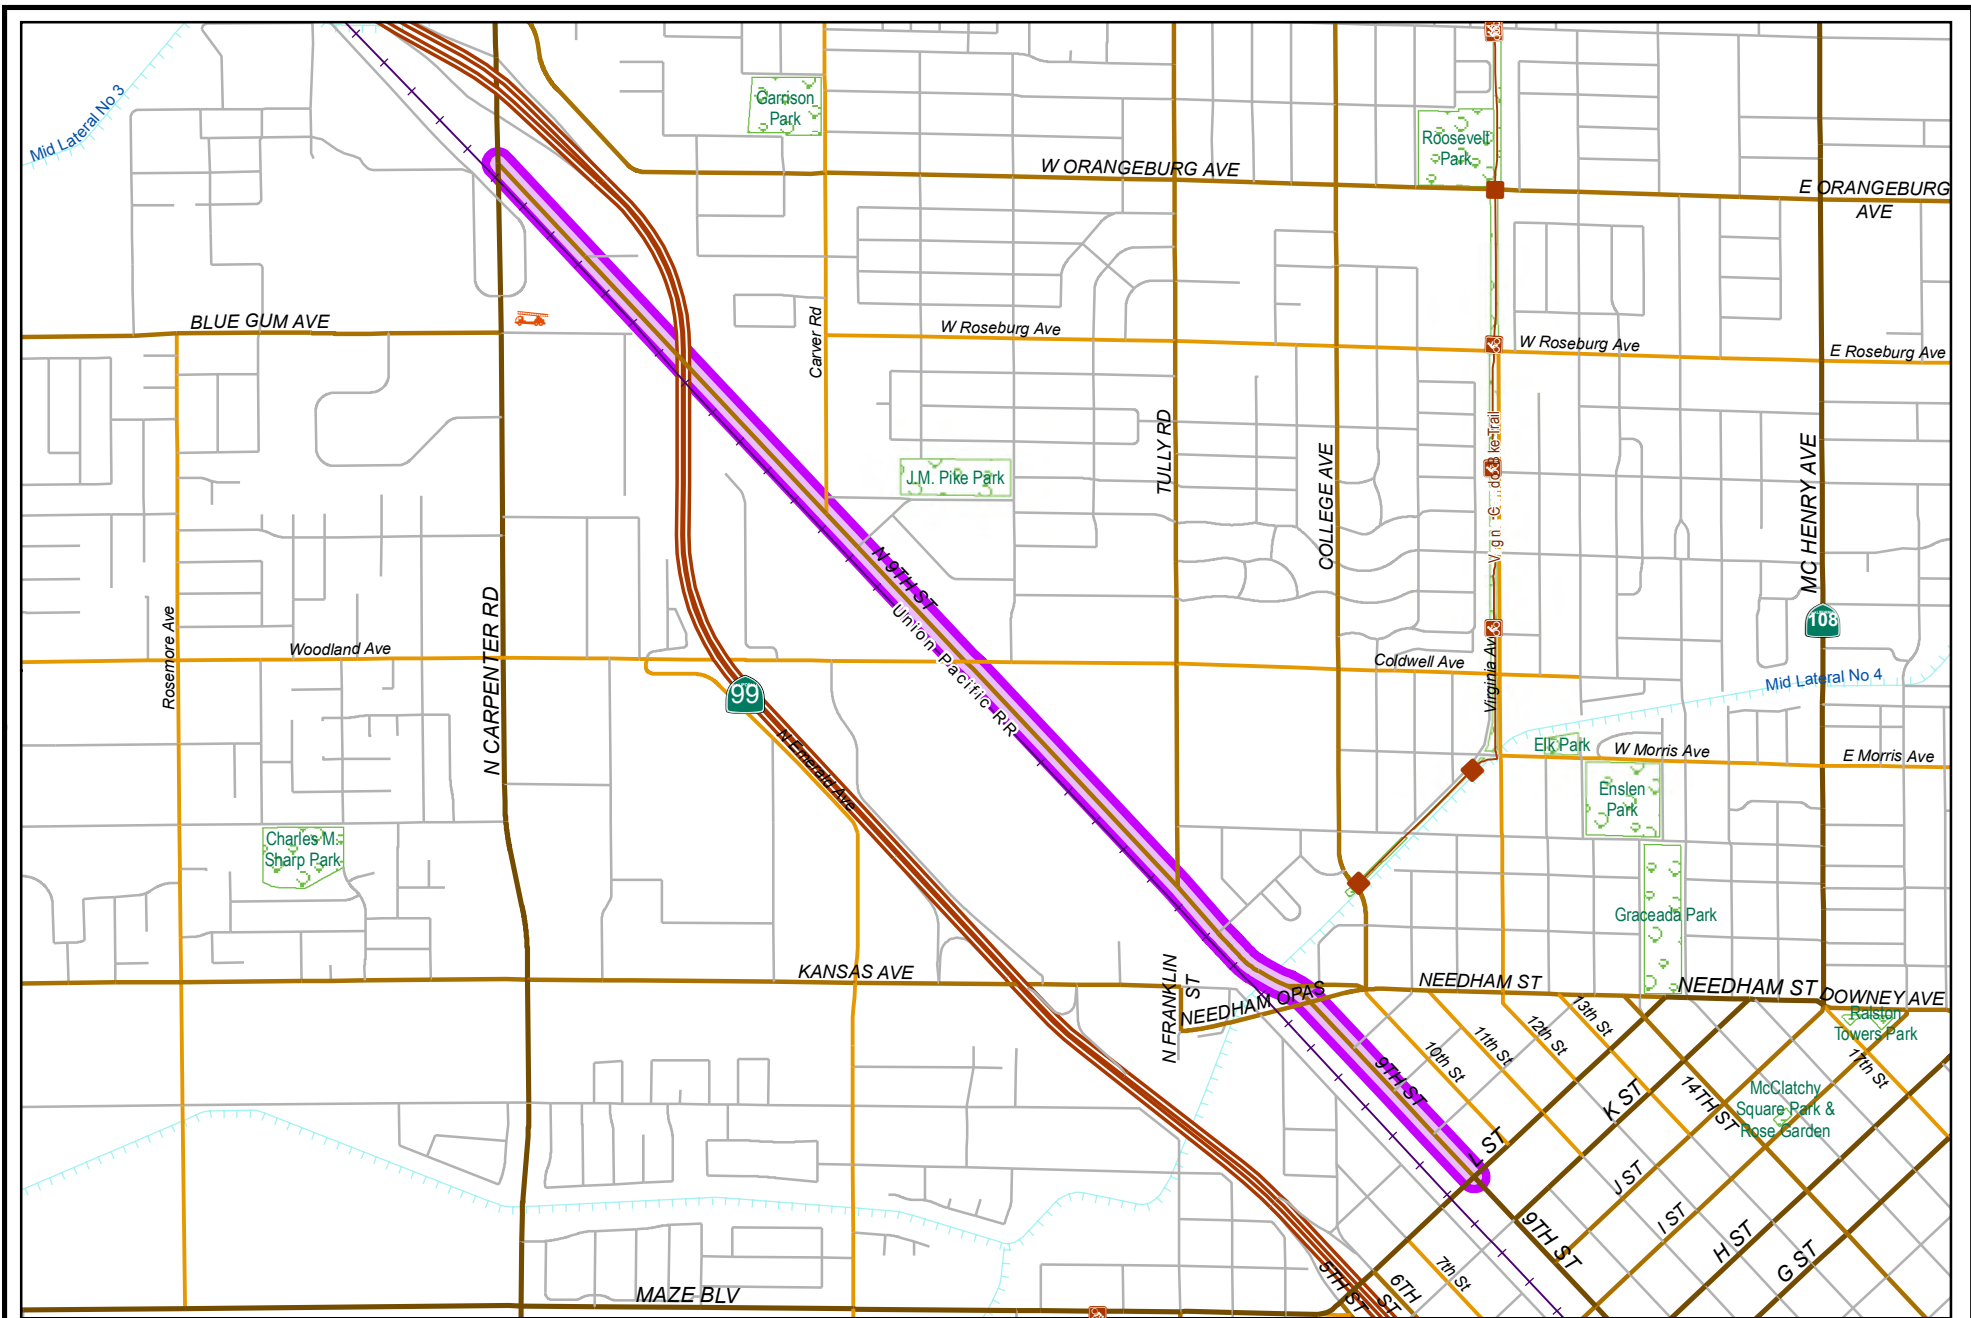 Mid Lateral No 3
Garrison
Park
Roosevelt
Park
W ORANGEBURG AVE
E ORANGEBURG
AVE
BLUE GUM AVE
Carver Rd
W Roseburg Ave
W Roseburg Ave
E Roseburg Ave
TULLY RD
COLLEGE AVE
MC HENRY AVE
J.M. Pike Park
N 9TH ST
Union Pacific RR
N CARPENTER RD
Rosemore Ave
Woodland Ave
Coldwell Ave
Virginia Av
108
Mid Lateral No 4
99
N Emerald Ave
Elk Park
W Morris Ave
E Morris Ave
Enslen
Park
Charles M.
Sharp Park
Graceada Park
KANSAS AVE
N FRANKLIN
ST
NEEDHAM OPAS
NEEDHAM ST
NEEDHAM ST
DOWNEY AVE
Ralston
Towers Park
10th St
11th St
12th St
13th St
14TH ST
17th St
9TH ST
McClatchy
Square Park &
Rose Garden
L ST
K ST
J ST
I ST
H ST
G ST
9TH ST
7th St
6TH
ST
5TH ST
MAZE BLV